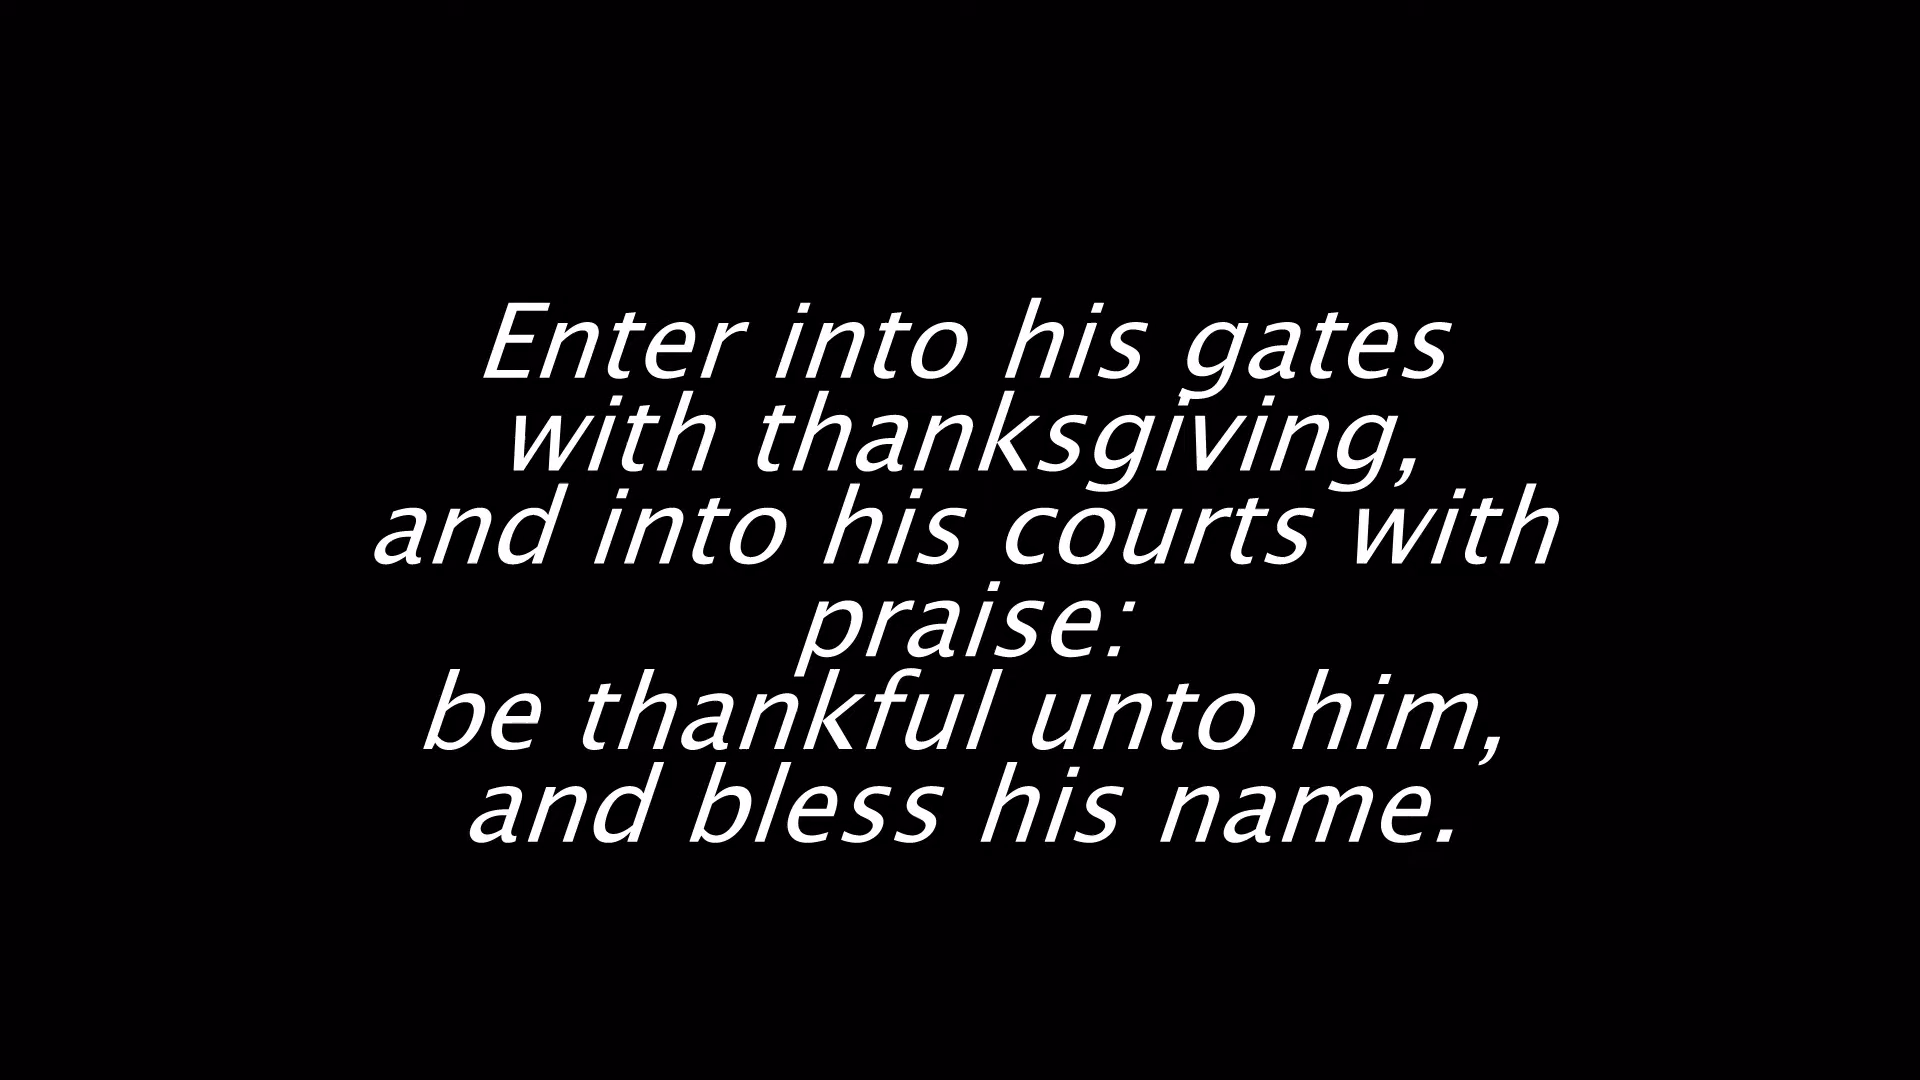 Enter into his gates
with thanksgiving,
and into his courts with
praise:
be thankful unto him,
and bless his name.